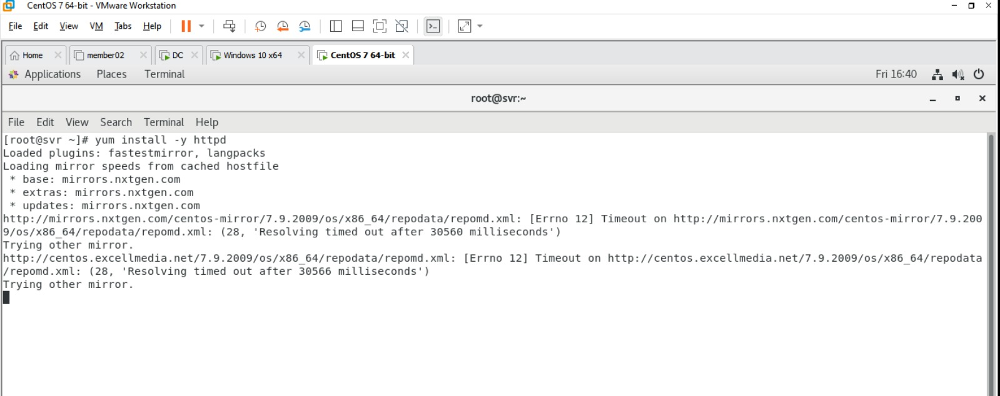 CentOS 7 64-bit - VMware Workstation
File Edit View VM Tabs Help
Home member02 DC Windows 10 x64 CentOS 7 64-bit
Applications Places Terminal Fri 16:40
root@svr:~
File Edit View Search Terminal Help
[root@svr ~]# yum install -y httpd
Loaded plugins: fastestmirror, langpacks
Loading mirror speeds from cached hostfile
 * base: mirrors.nxtgen.com
 * extras: mirrors.nxtgen.com
 * updates: mirrors.nxtgen.com
http://mirrors.nxtgen.com/centos-mirror/7.9.2009/os/x86_64/repodata/repomd.xml: [Errno 12] Timeout on http://mirrors.nxtgen.com/centos-mirror/7.9.200
9/os/x86_64/repodata/repomd.xml: (28, 'Resolving timed out after 30560 milliseconds')
Trying other mirror.
http://centos.excellmedia.net/7.9.2009/os/x86_64/repodata/repomd.xml: [Errno 12] Timeout on http://centos.excellmedia.net/7.9.2009/os/x86_64/repodata
/repomd.xml: (28, 'Resolving timed out after 30566 milliseconds')
Trying other mirror.